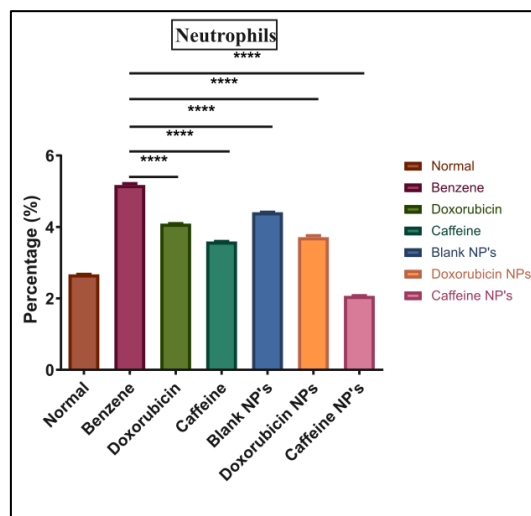 Neutrophils
****
****
****
****
****
Percentage (%)
6
4
2
0
Normal
Benzene
Doxorubicin
Caffeine
Blank NP's
Doxorubicin NPs
Caffeine NP's
Normal
Benzene
Doxorubicin
Caffeine
Blank NP's
Doxorubicin NPs
Caffeine NP's